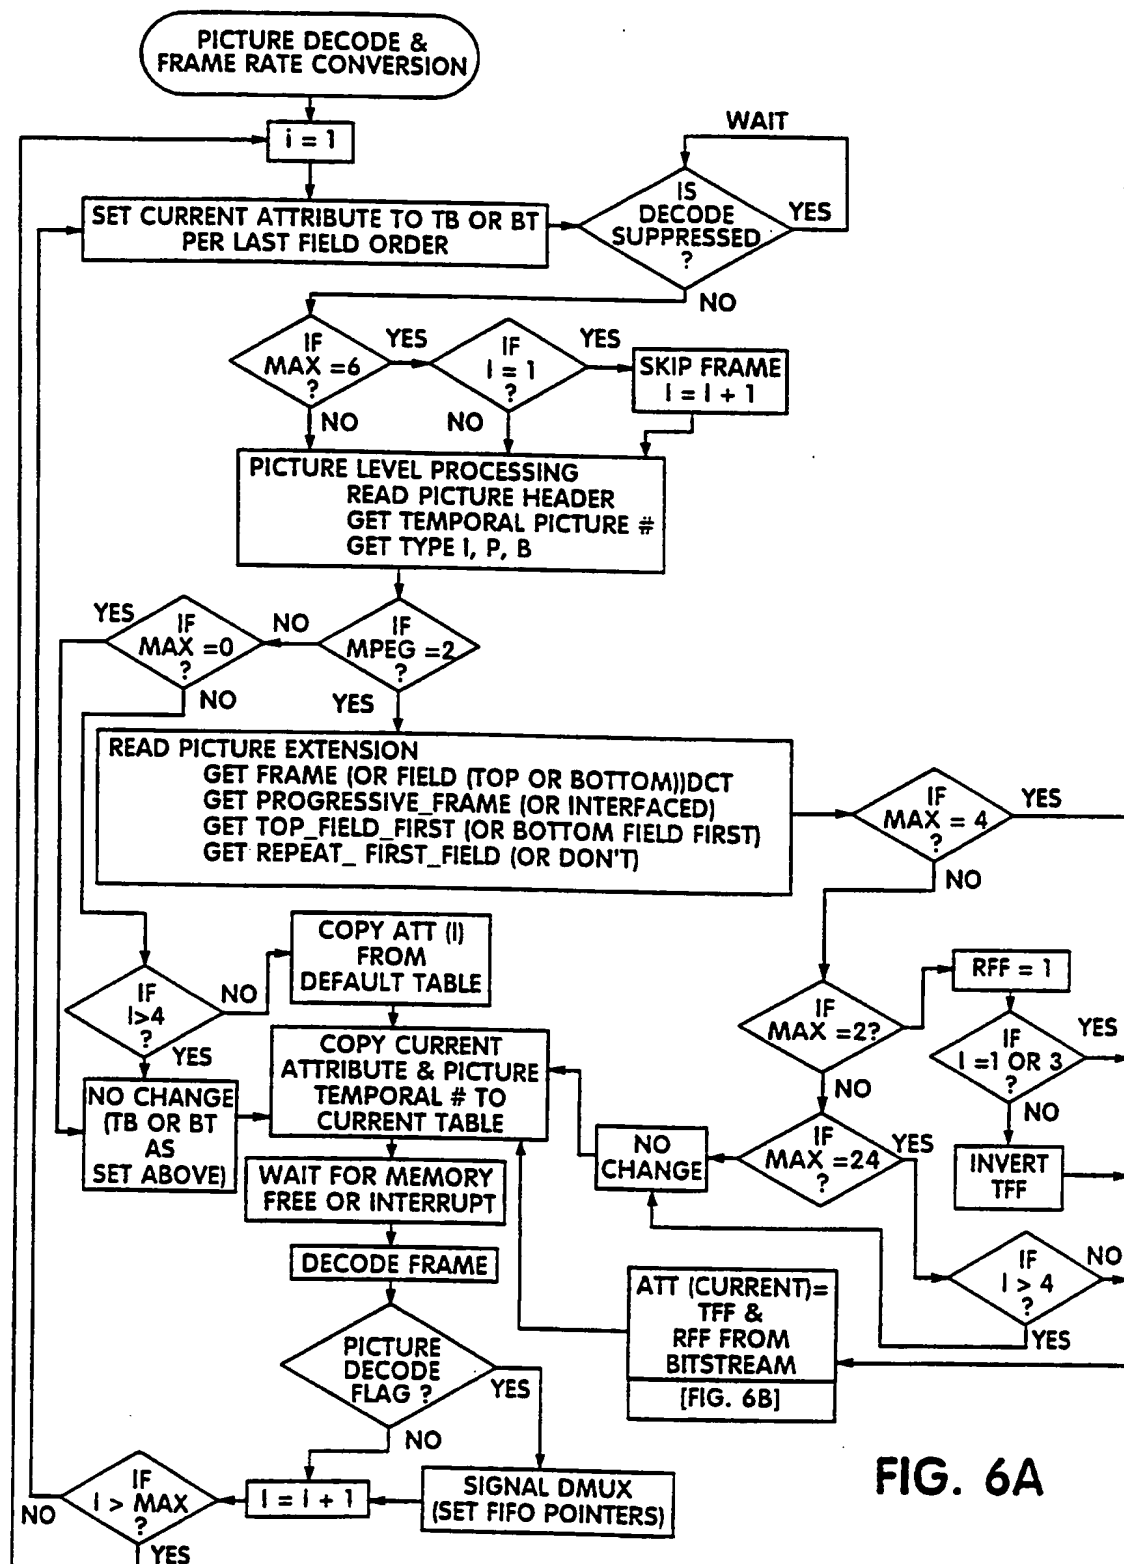 PICTURE DECODE &
FRAME RATE CONVERSION
i = 1
WAIT
SET CURRENT ATTRIBUTE TO TB OR BT
PER LAST FIELD ORDER
IS
DECODE
SUPPRESSED
?
YES
NO
IF
MAX =6
?
YES
NO
IF
I = 1
?
YES
NO
SKIP FRAME
I = I + 1
PICTURE LEVEL PROCESSING
READ PICTURE HEADER
GET TEMPORAL PICTURE #
GET TYPE I, P, B
YES
IF
MAX =0
?
NO
NO
IF
MPEG =2
?
YES
READ PICTURE EXTENSION
GET FRAME (OR FIELD (TOP OR BOTTOM))DCT
GET PROGRESSIVE_FRAME (OR INTERFACED)
GET TOP_FIELD_FIRST (OR BOTTOM FIELD FIRST)
GET REPEAT_ FIRST_FIELD (OR DON'T)
IF
MAX = 4
?
YES
NO
COPY ATT (I)
FROM
DEFAULT TABLE
IF
I>4
?
NO
YES
IF
MAX =2?
NO
RFF = 1
IF
I =1 OR 3
?
YES
NO
INVERT
TFF
COPY CURRENT
ATTRIBUTE & PICTURE
TEMPORAL # TO
CURRENT TABLE
NO CHANGE
(TB OR BT
AS
SET ABOVE)
NO
CHANGE
IF
MAX =24
?
YES
WAIT FOR MEMORY
FREE OR INTERRUPT
DECODE FRAME
IF
I > 4
?
NO
YES
ATT (CURRENT)=
TFF &
RFF FROM
BITSTREAM
[FIG. 6B]
PICTURE
DECODE
FLAG ?
YES
NO
SIGNAL DMUX
(SET FIFO POINTERS)
I = I + 1
IF
I > MAX
?
NO
YES
FIG. 6A